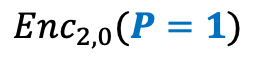 Enc₂,₀(P = 1)